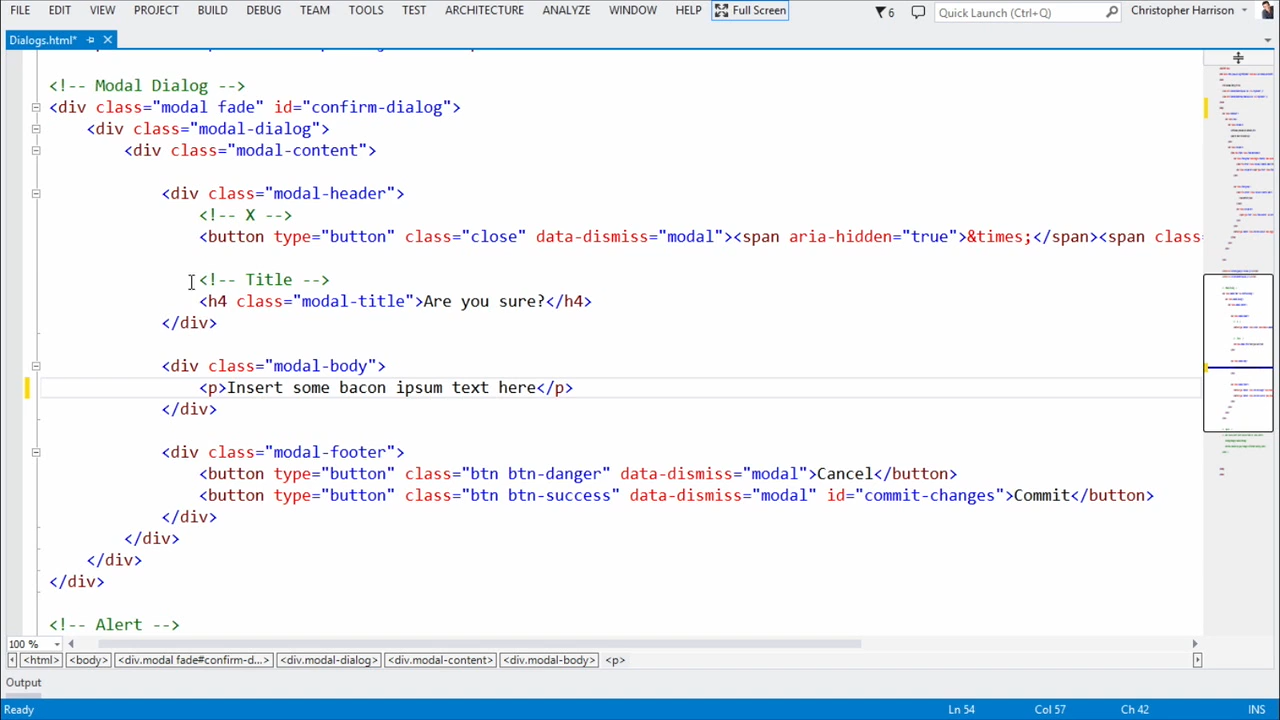 FILE EDIT VIEW PROJECT BUILD DEBUG TEAM TOOLS TEST ARCHITECTURE ANALYZE WINDOW HELP Full Screen 6 Quick Launch (Ctrl+Q) Christopher Harrison
Dialogs.html*
<!-- Modal Dialog -->
<div class="modal fade" id="confirm-dialog">
<div class="modal-dialog">
<div class="modal-content">
<div class="modal-header">
<!-- X -->
<button type="button" class="close" data-dismiss="modal"><span aria-hidden="true">&times;</span><span class=
<!-- Title -->
<h4 class="modal-title">Are you sure?</h4>
</div>
<div class="modal-body">
<p>Insert some bacon ipsum text here</p>
</div>
<div class="modal-footer">
<button type="button" class="btn btn-danger" data-dismiss="modal">Cancel</button>
<button type="button" class="btn btn-success" data-dismiss="modal" id="commit-changes">Commit</button>
</div>
</div>
</div>
</div>
<!-- Alert -->
100 %
<html> <body> <div.modal fade#confirm-d...> <div.modal-dialog> <div.modal-content> <div.modal-body> <p>
Output
Ready Ln 54 Col 57 Ch 42 INS